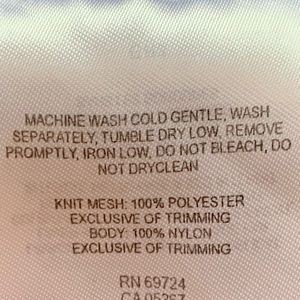 MACHINE WASH COLD GENTLE, WASH
SEPARATELY, TUMBLE DRY LOW, REMOVE
PROMPTLY, IRON LOW, DO NOT BLEACH, DO
NOT DRYCLEAN
KNIT MESH: 100% POLYESTER
EXCLUSIVE OF TRIMMING
BODY: 100% NYLON
EXCLUSIVE OF TRIMMING
RN 69724
CA